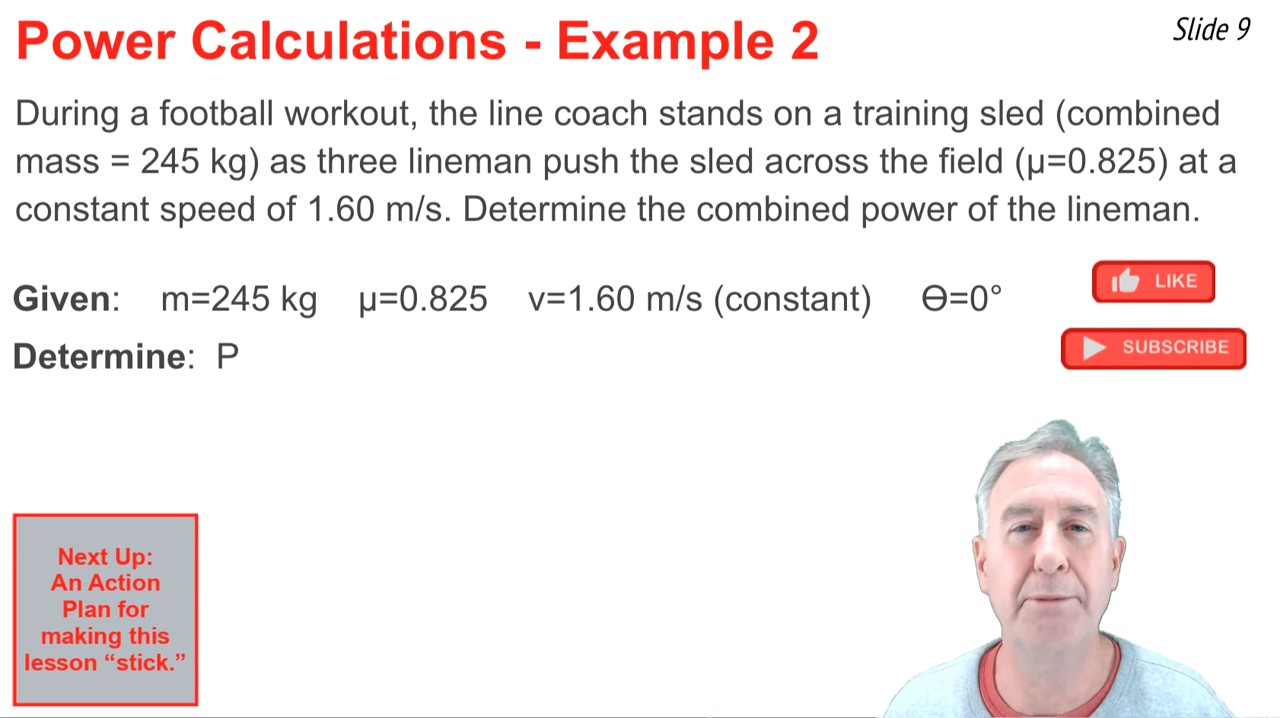 Power Calculations - Example 2
Slide 9
During a football workout, the line coach stands on a training sled (combined
mass = 245 kg) as three lineman push the sled across the field (μ=0.825) at a
constant speed of 1.60 m/s. Determine the combined power of the lineman.
Given: m=245 kg μ=0.825 v=1.60 m/s (constant) ϴ=0°
LIKE
Determine: P
SUBSCRIBE
Next Up:
An Action
Plan for
making this
lesson “stick.”